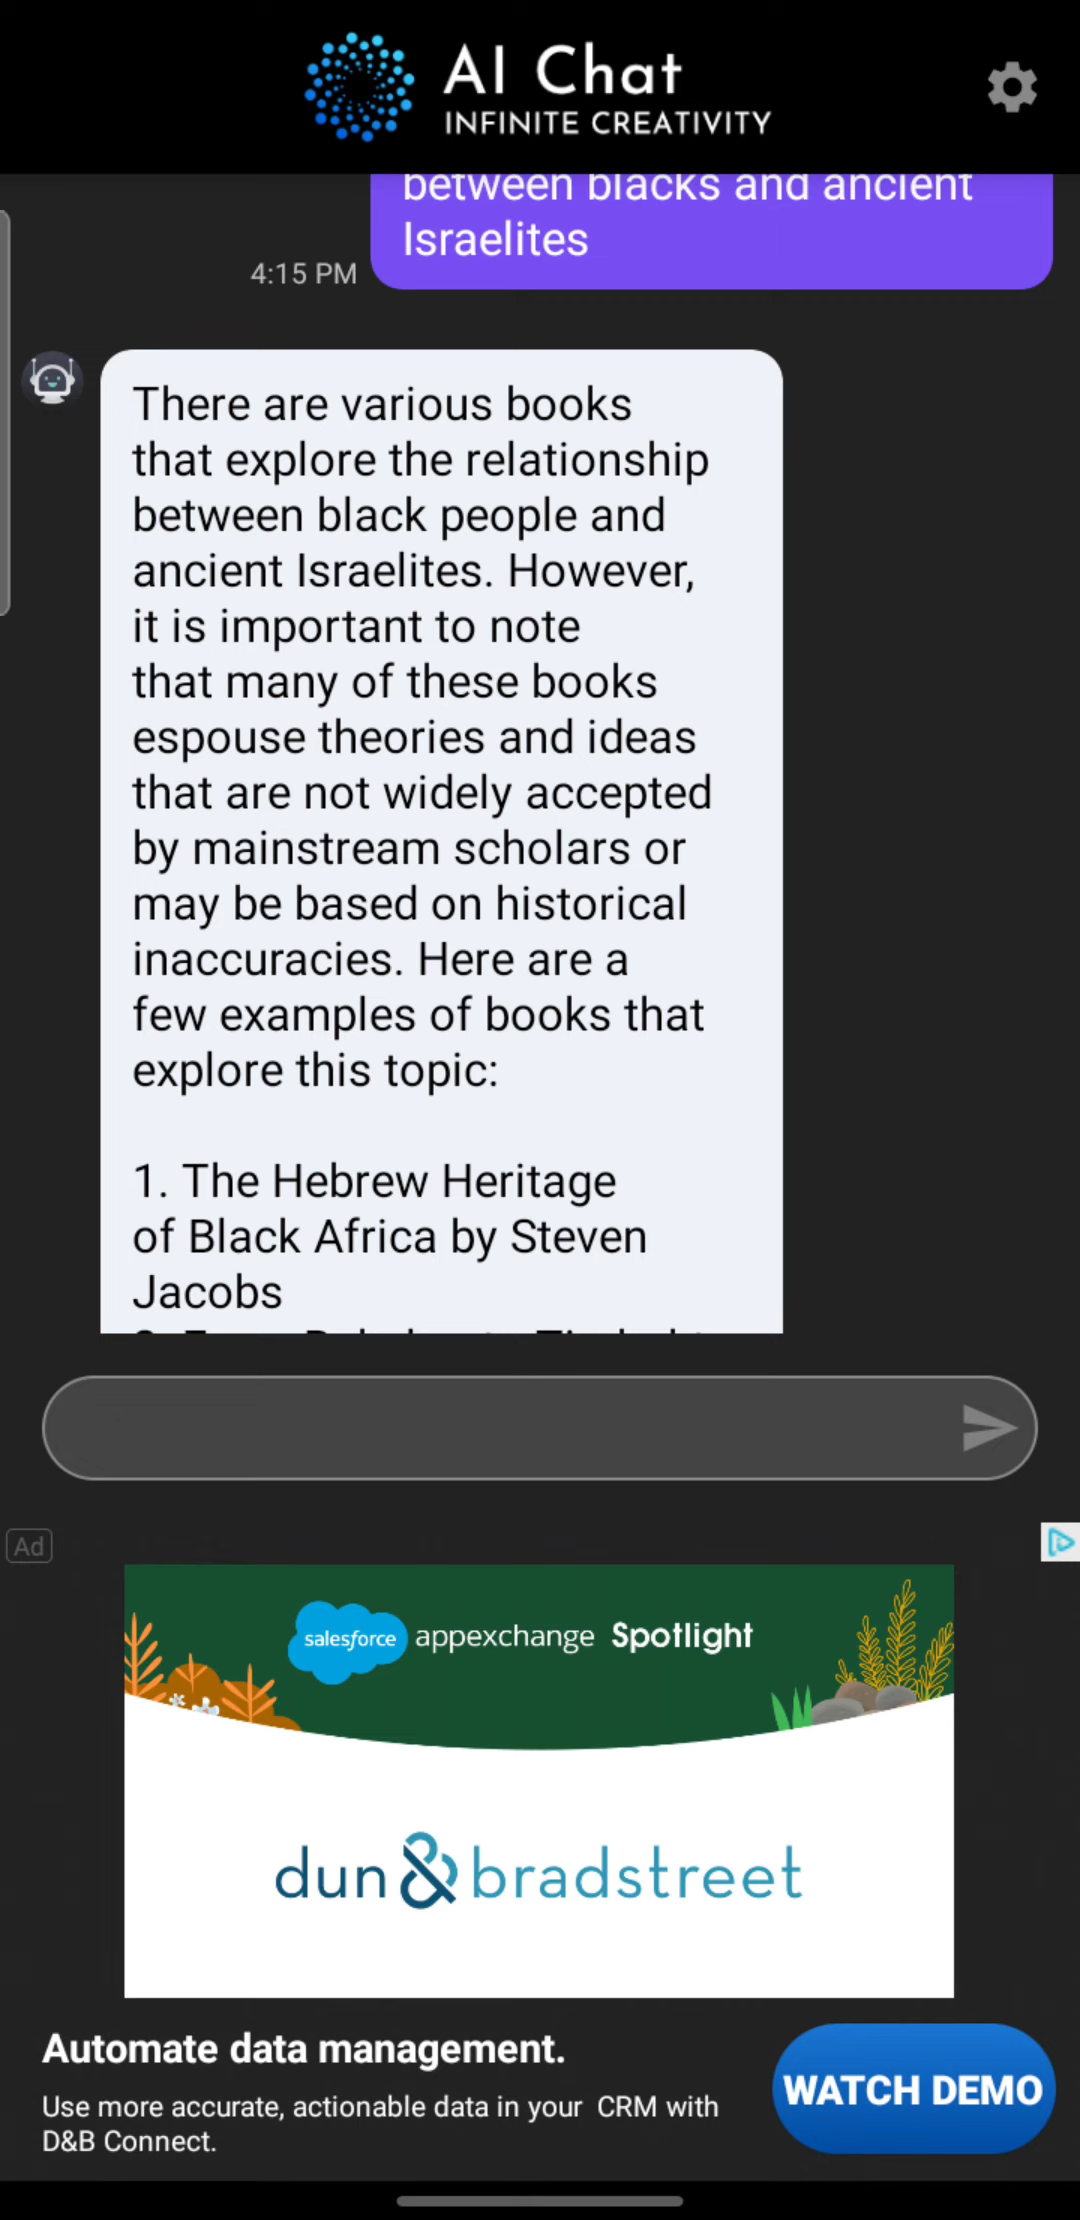 AI Chat
INFINITE CREATIVITY
between blacks and ancient
Israelites
4:15 PM
There are various books
that explore the relationship
between black people and
ancient Israelites. However,
it is important to note
that many of these books
espouse theories and ideas
that are not widely accepted
by mainstream scholars or
may be based on historical
inaccuracies. Here are a
few examples of books that
explore this topic:
1. The Hebrew Heritage
of Black Africa by Steven
Jacobs
Ad
salesforce appexchange Spotlight
dun & bradstreet
Automate data management.
Use more accurate, actionable data in your CRM with
D&B Connect.
WATCH DEMO